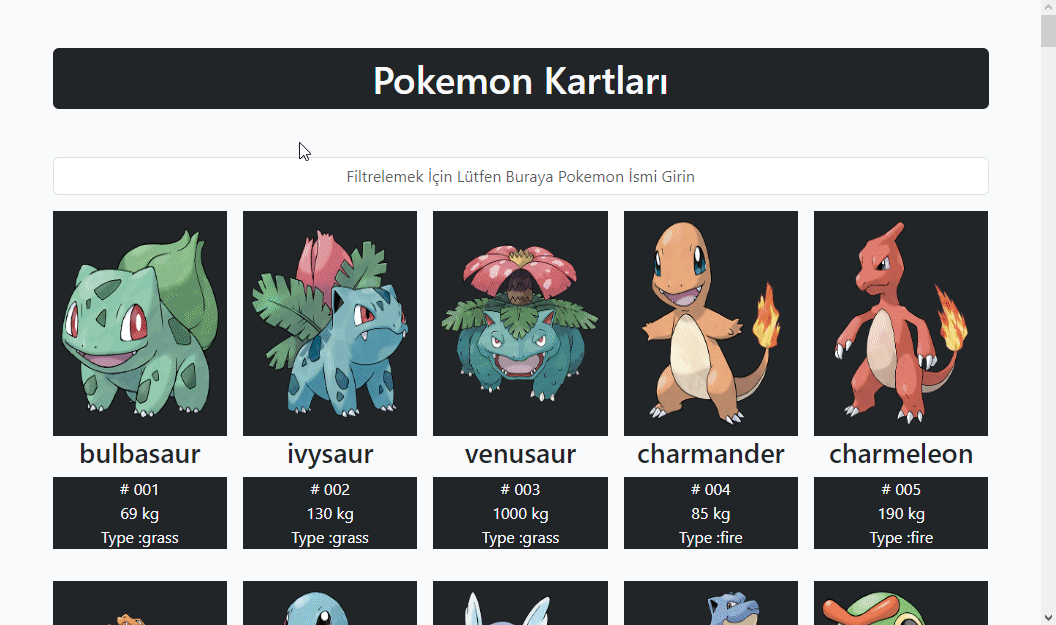 Pokemon Kartları
Filtrelemek İçin Lütfen Buraya Pokemon İsmi Girin
bulbasaur
# 001
69 kg
Type :grass
ivysaur
# 002
130 kg
Type :grass
venusaur
# 003
1000 kg
Type :grass
charmander
# 004
85 kg
Type :fire
charmeleon
# 005
190 kg
Type :fire